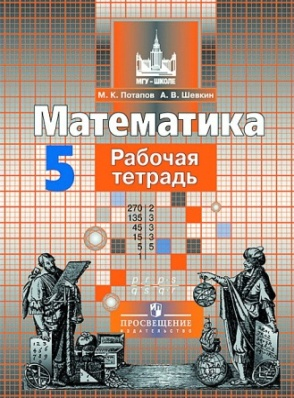 МГУ - ШКОЛЕ
М. К. Потапов А. В. Шевкин
Математика
5
Рабочая
тетрадь
270 2
135 3
45 3
15 3
5 5
1
ПРОСВЕЩЕНИЕ
ИЗДАТЕЛЬСТВО